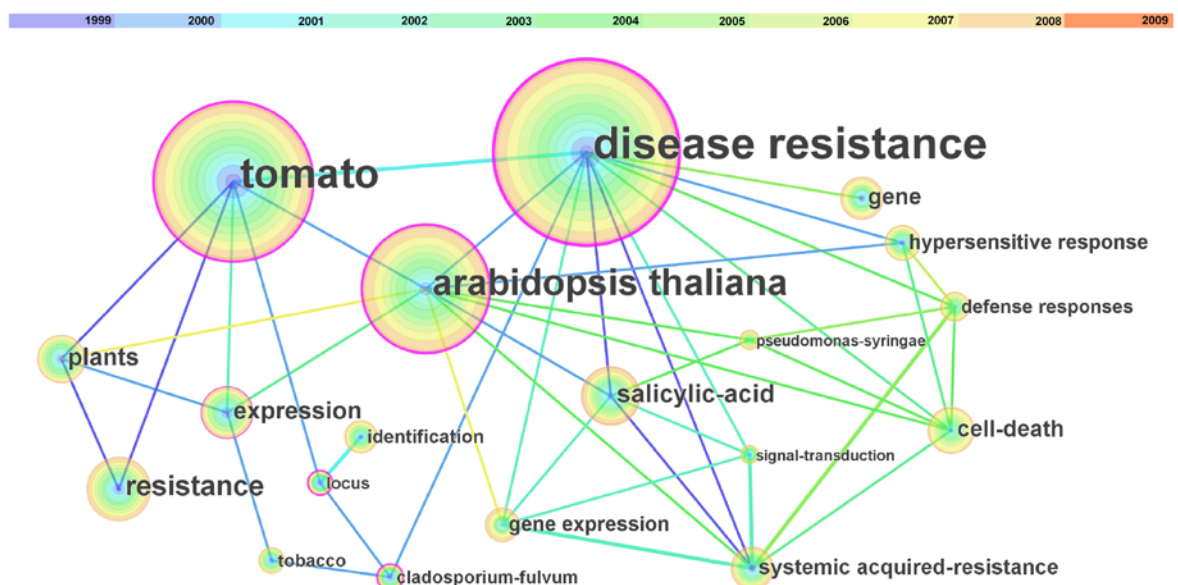 1999 2000 2001 2002 2003 2004 2005 2006 2007 2008 2009
disease resistance
tomato
gene
hypersensitive response
arabidopsis thaliana
defense responses
pseudomonas-syringae
plants
salicylic-acid
expression
cell-death
identification
signal-transduction
locus
resistance
gene expression
tobacco
systemic acquired-resistance
cladosporium-fulvum